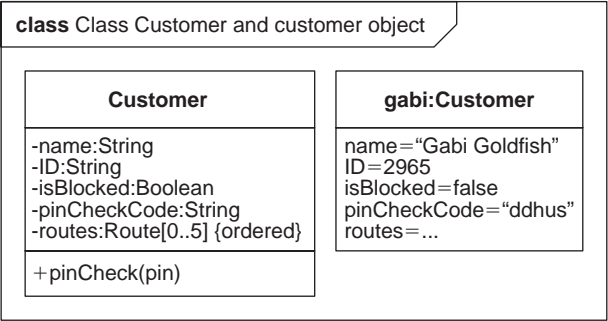 class Class Customer and customer object
Customer
-name:String
-ID:String
-isBlocked:Boolean
-pinCheckCode:String
-routes:Route[0..5] {ordered}
+pinCheck(pin)
gabi:Customer
name=“Gabi Goldfish”
ID=2965
isBlocked=false
pinCheckCode=“ddhus”
routes=...